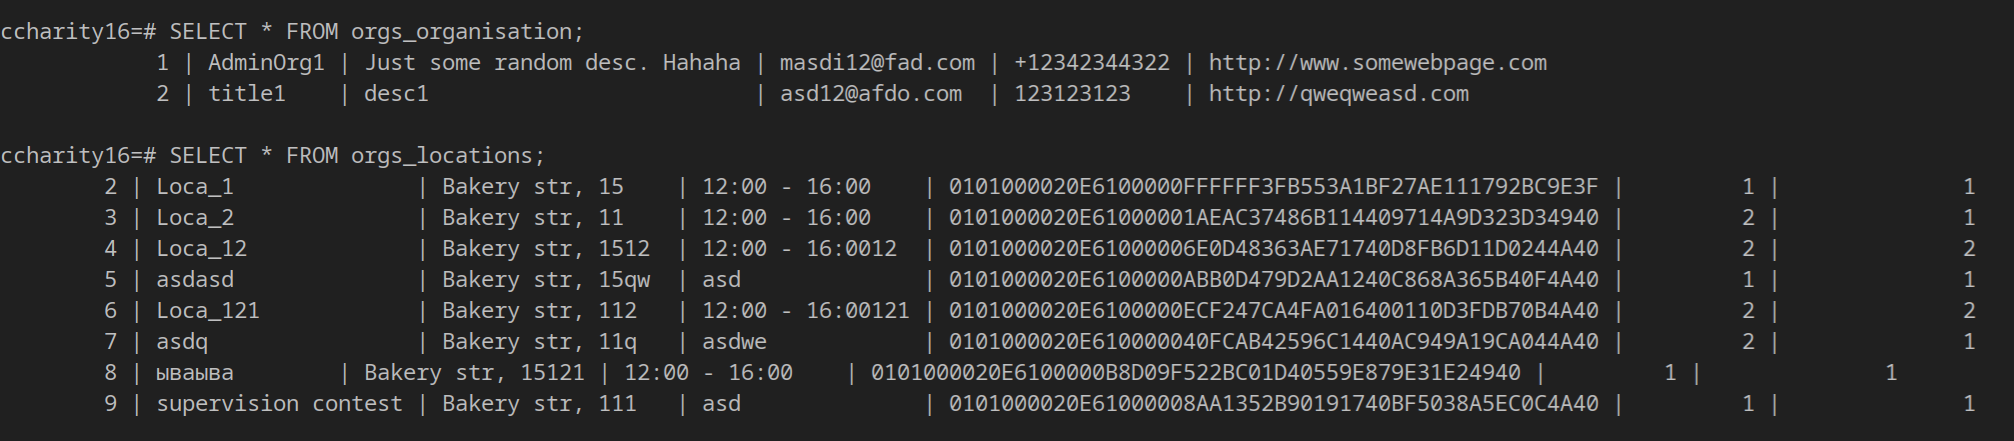 ccharity16=# SELECT * FROM orgs_organisation;
1 | AdminOrg1 | Just some random desc. Hahaha | masdi12@fad.com | +12342344322 | http://www.somewebpage.com
2 | title1 | desc1 | asd12@afdo.com | 123123123 | http://qweqweasd.com
ccharity16=# SELECT * FROM orgs_locations;
2 | Loca_1 | Bakery str, 15 | 12:00 - 16:00 | 0101000020E6100000FFFFFF3FB553A1BF27AE111792BC9E3F | 1 | 1
3 | Loca_2 | Bakery str, 11 | 12:00 - 16:00 | 0101000020E61000001AEAC37486B114409714A9D323D34940 | 2 | 1
4 | Loca_12 | Bakery str, 1512 | 12:00 - 16:0012 | 0101000020E61000006E0D48363AE71740D8FB6D11D0244A40 | 2 | 2
5 | asdasd | Bakery str, 15qw | asd | 0101000020E6100000ABB0D479D2AA1240C868A365B40F4A40 | 1 | 1
6 | Loca_121 | Bakery str, 112 | 12:00 - 16:00121 | 0101000020E6100000ECF247CA4FA016400110D3FDB70B4A40 | 2 | 2
7 | asdq | Bakery str, 11q | asdwe | 0101000020E610000040FCAB42596C1440AC949A19CA044A40 | 2 | 1
8 | ываыва | Bakery str, 15121 | 12:00 - 16:00 | 0101000020E6100000B8D09F522BC01D40559E879E31E24940 | 1 | 1
9 | supervision contest | Bakery str, 111 | asd | 0101000020E61000008AA1352B90191740BF5038A5EC0C4A40 | 1 | 1